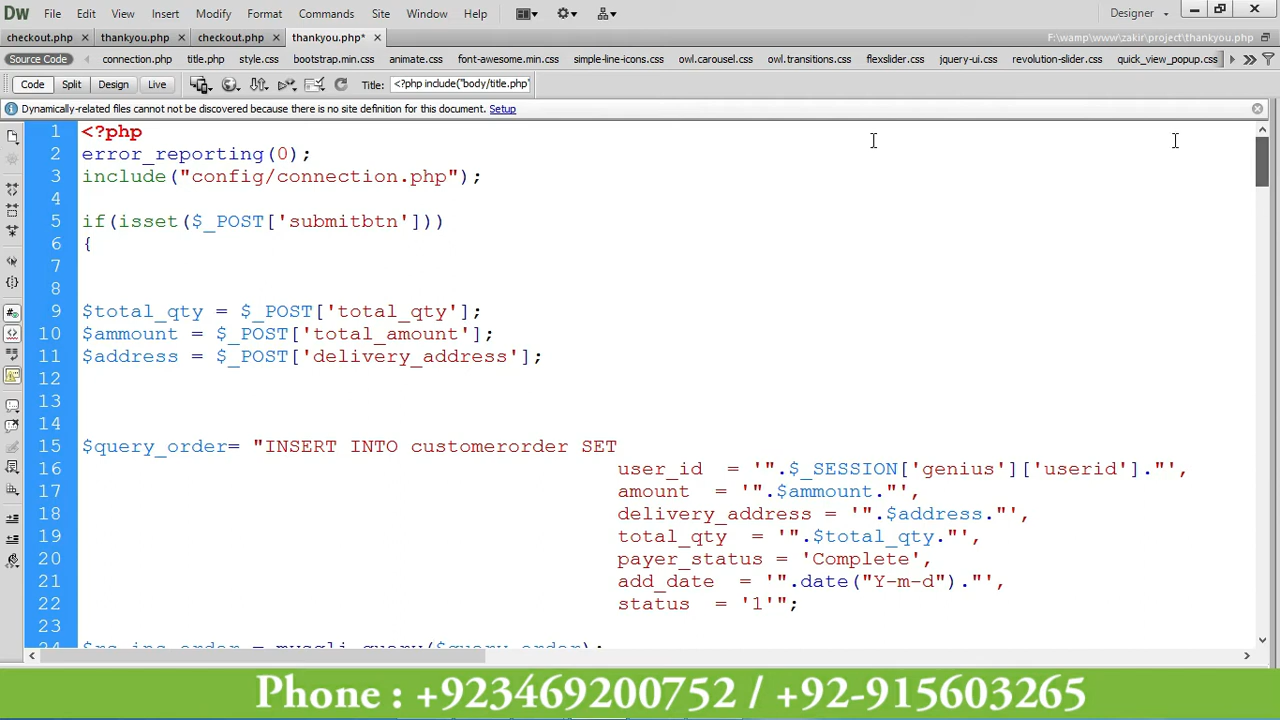 Dw File Edit View Insert Modify Format Commands Site Window Help Designer
checkout.php thankyou.php checkout.php thankyou.php* F:\wamp\www\zakir\project\thankyou.php
Source Code connection.php title.php style.css bootstrap.min.css animate.css font-awesome.min.css simple-line-icons.css owl.carousel.css owl.transitions.css flexslider.css jquery-ui.css revolution-slider.css quick_view_popup.css
Code Split Design Live Title: <?php include("body/title.php"
Dynamically-related files cannot not be discovered because there is no site definition for this document. Setup
1 <?php
2 error_reporting(0);
3 include("config/connection.php");
4
5 if(isset($_POST['submitbtn']))
6 {
7
8
9 $total_qty = $_POST['total_qty'];
10 $ammount = $_POST['total_amount'];
11 $address = $_POST['delivery_address'];
12
13
14
15 $query_order= "INSERT INTO customerorder SET
16 user_id = '".$_SESSION['genius']['userid']."',
17 amount = '".$ammount."',
18 delivery_address = '".$address."',
19 total_qty = '".$total_qty."',
20 payer_status = 'Complete',
21 add_date = '".date("Y-m-d")."',
22 status = '1'";
23
Phone : +923469200752 / +92-915603265